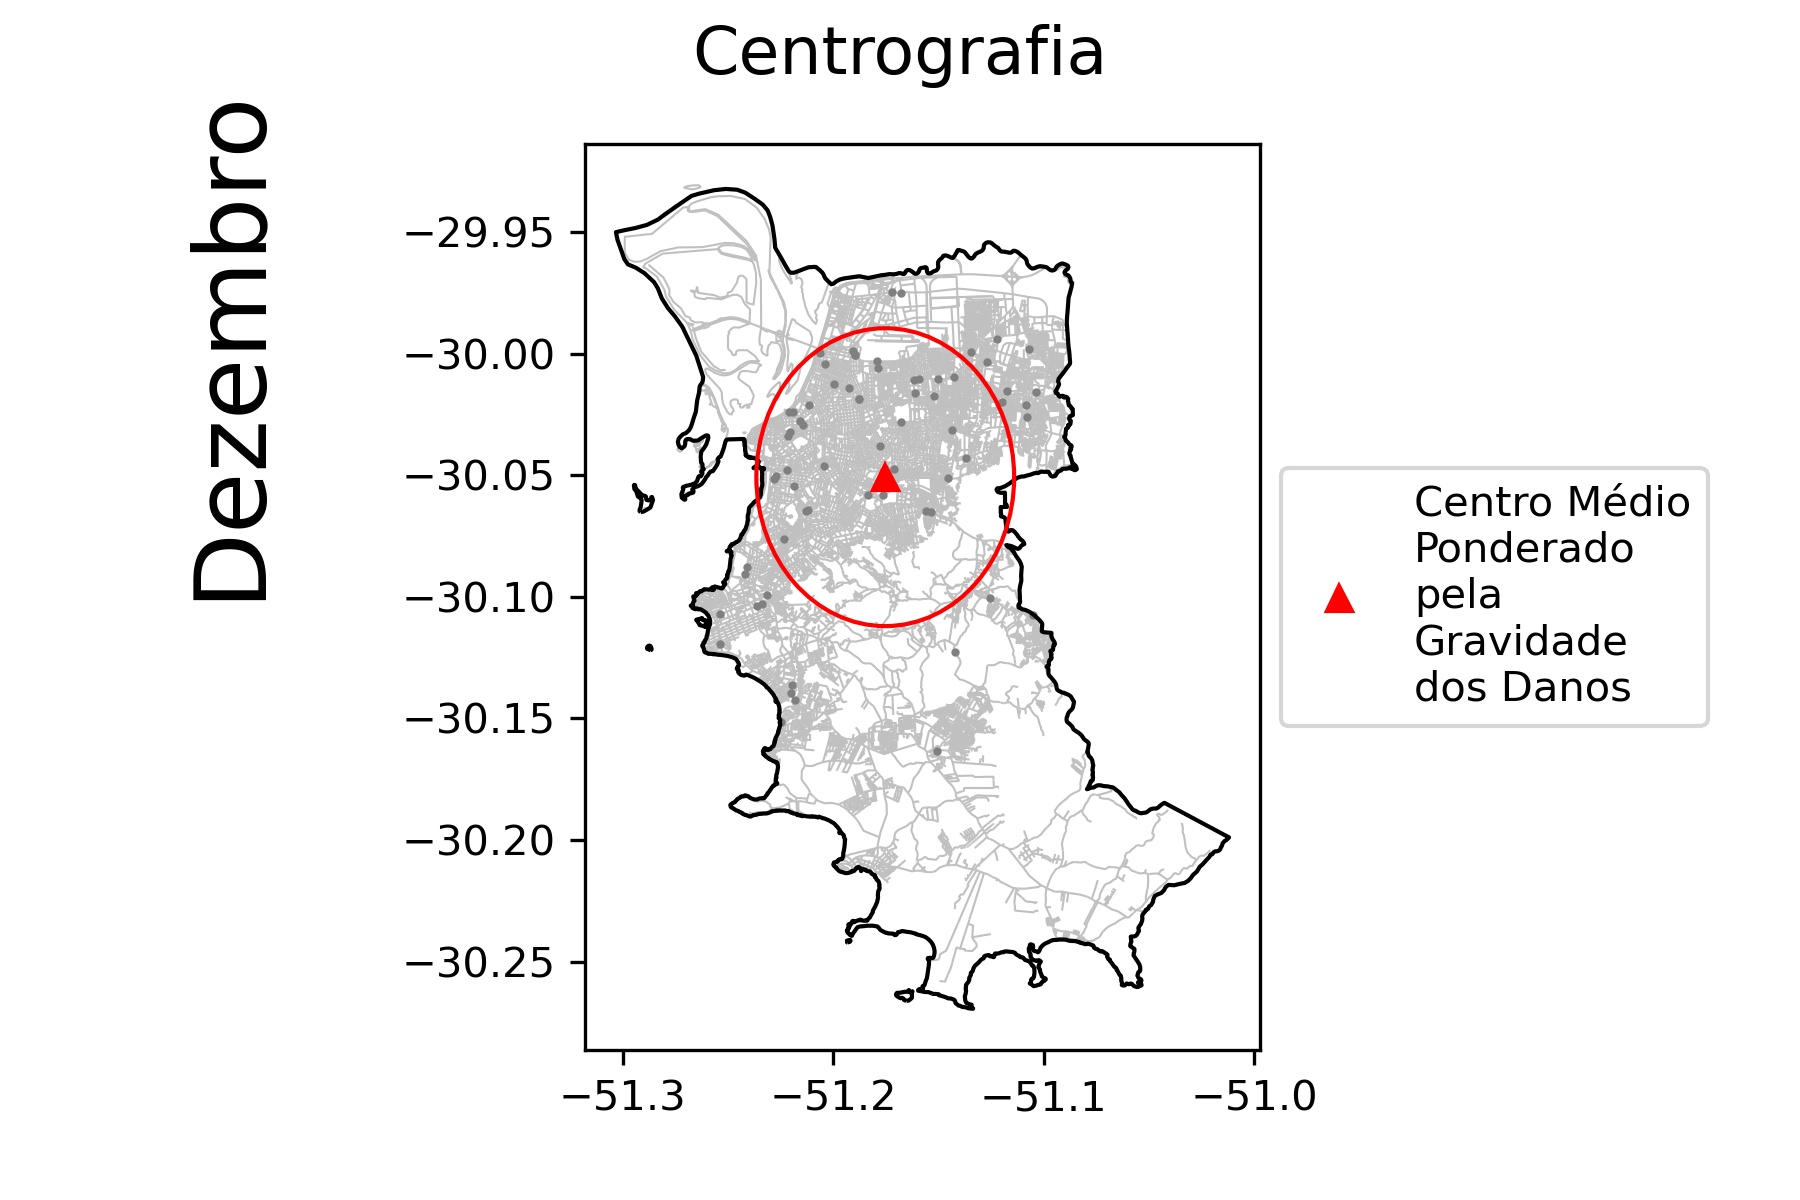 Centrografia
Dezembro
−29.95
−30.00
−30.05
−30.10
−30.15
−30.20
−30.25
−51.3
−51.2
−51.1
−51.0
Centro Médio
Ponderado
pela
Gravidade
dos Danos